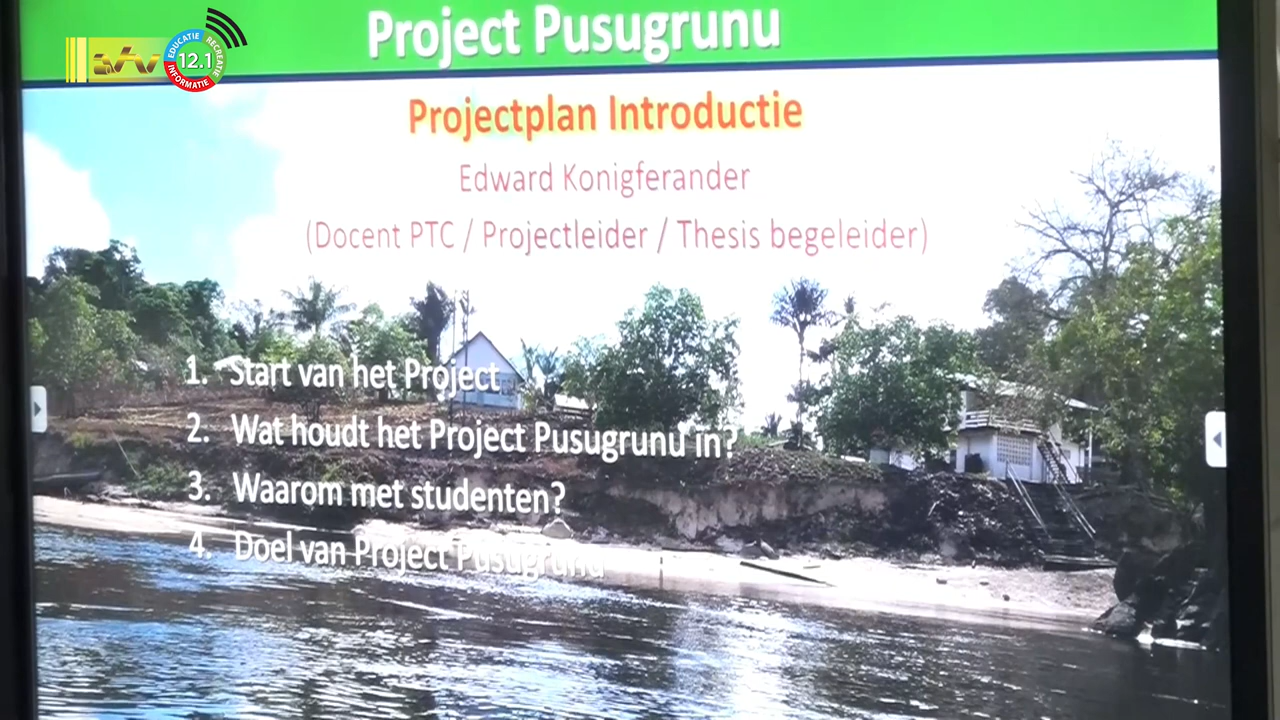 Project Pusugrunu
stv
EDUCATIE
RECREATIE
INFORMATIE
12.1
Projectplan Introductie
Edward Konigferander
(Docent PTC / Projectleider / Thesis begeleider)
1. Start van het Project
2. Wat houdt het Project Pusugrunu in?
3. Waarom met studenten?
4. Doel van Project Pusugrunu